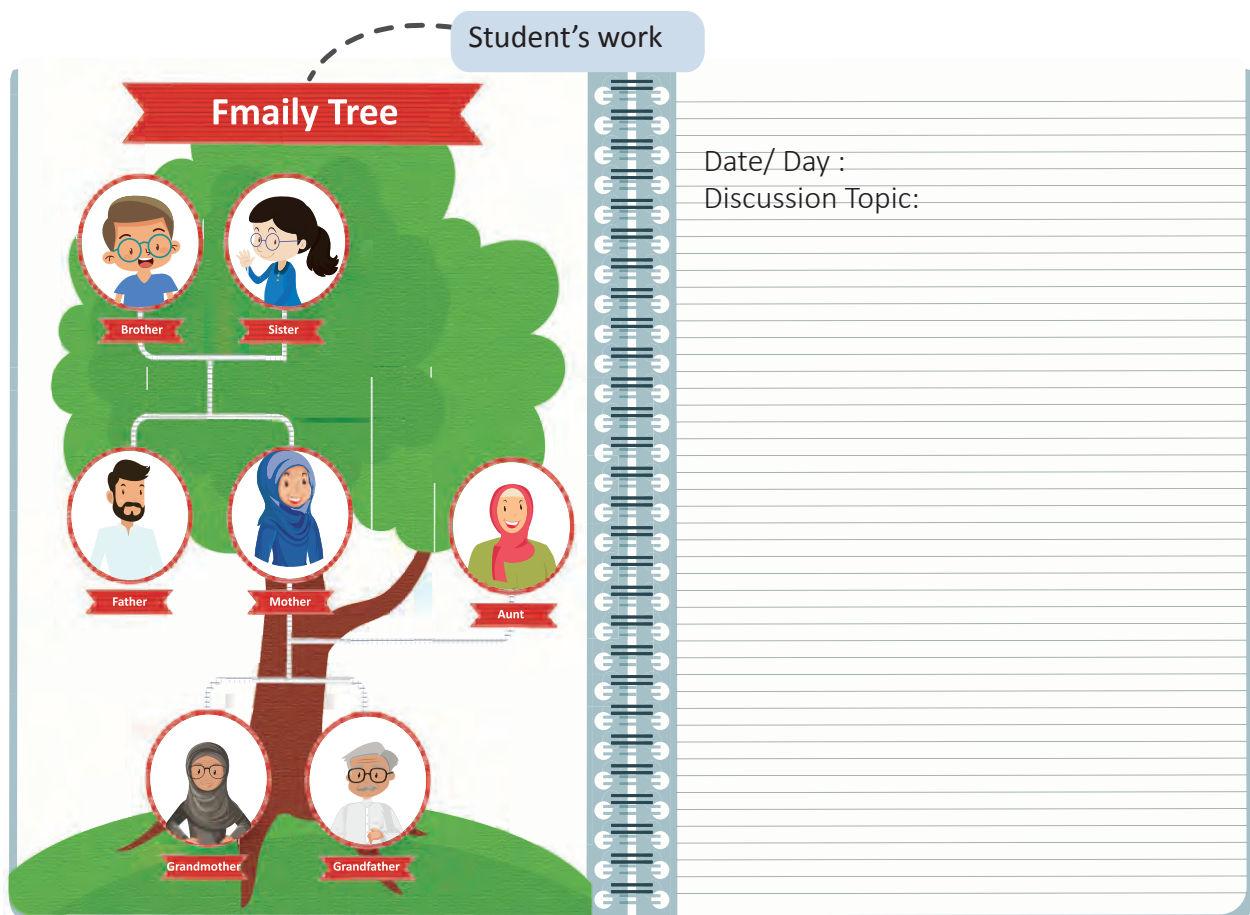 Student’s work
Fmaily Tree
Brother
Sister
Father
Mother
Aunt
Grandmother
Grandfather
Date/ Day :
Discussion Topic: